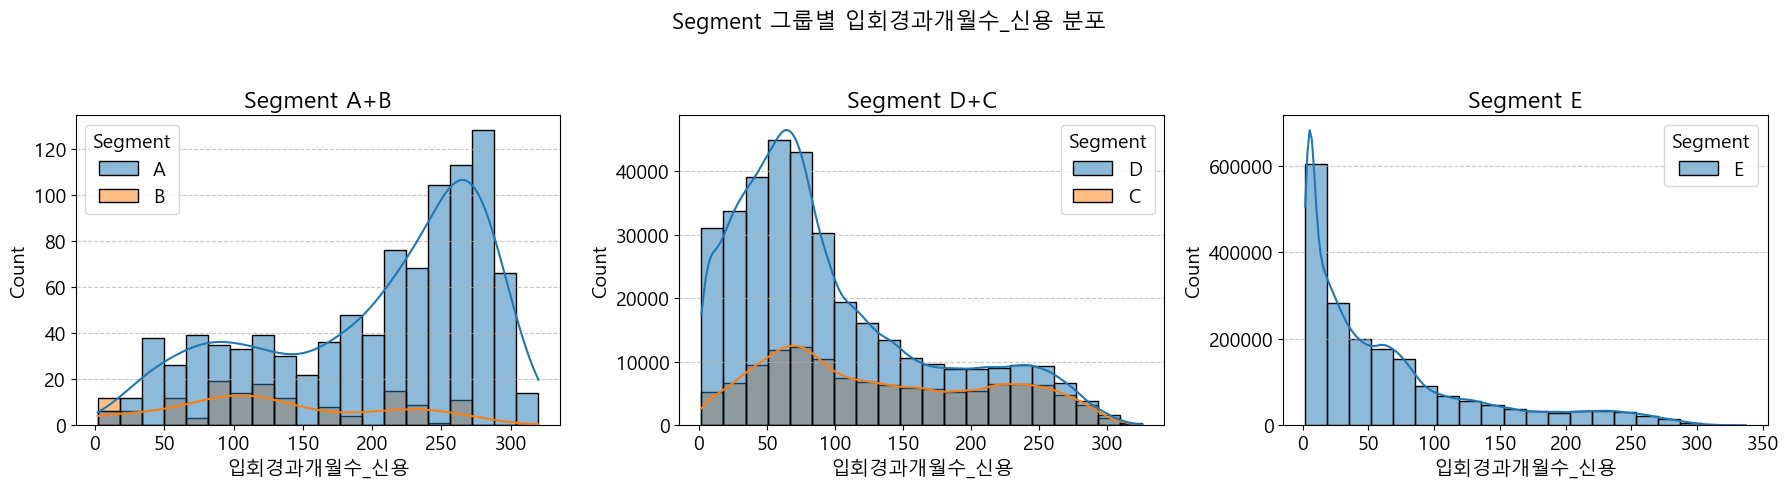 Segment 그룹별 입회경과개월수_신용 분포
Segment A+B
Segment
A
B
Count
120
100
80
60
40
20
0
0 50 100 150 200 250 300
입회경과개월수_신용
Segment D+C
Segment
D
C
Count
40000
30000
20000
10000
0
0 50 100 150 200 250 300
입회경과개월수_신용
Segment E
Segment
E
Count
600000
400000
200000
0
0 50 100 150 200 250 300 350
입회경과개월수_신용